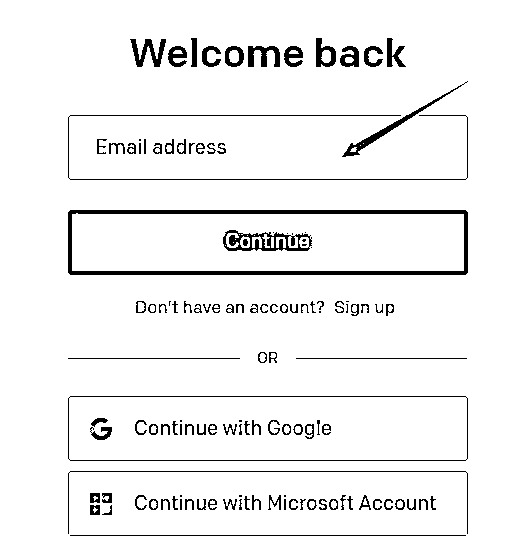 Welcome back
Email address
Continue
Don't have an account? Sign up
OR
Continue with Google
Continue with Microsoft Account